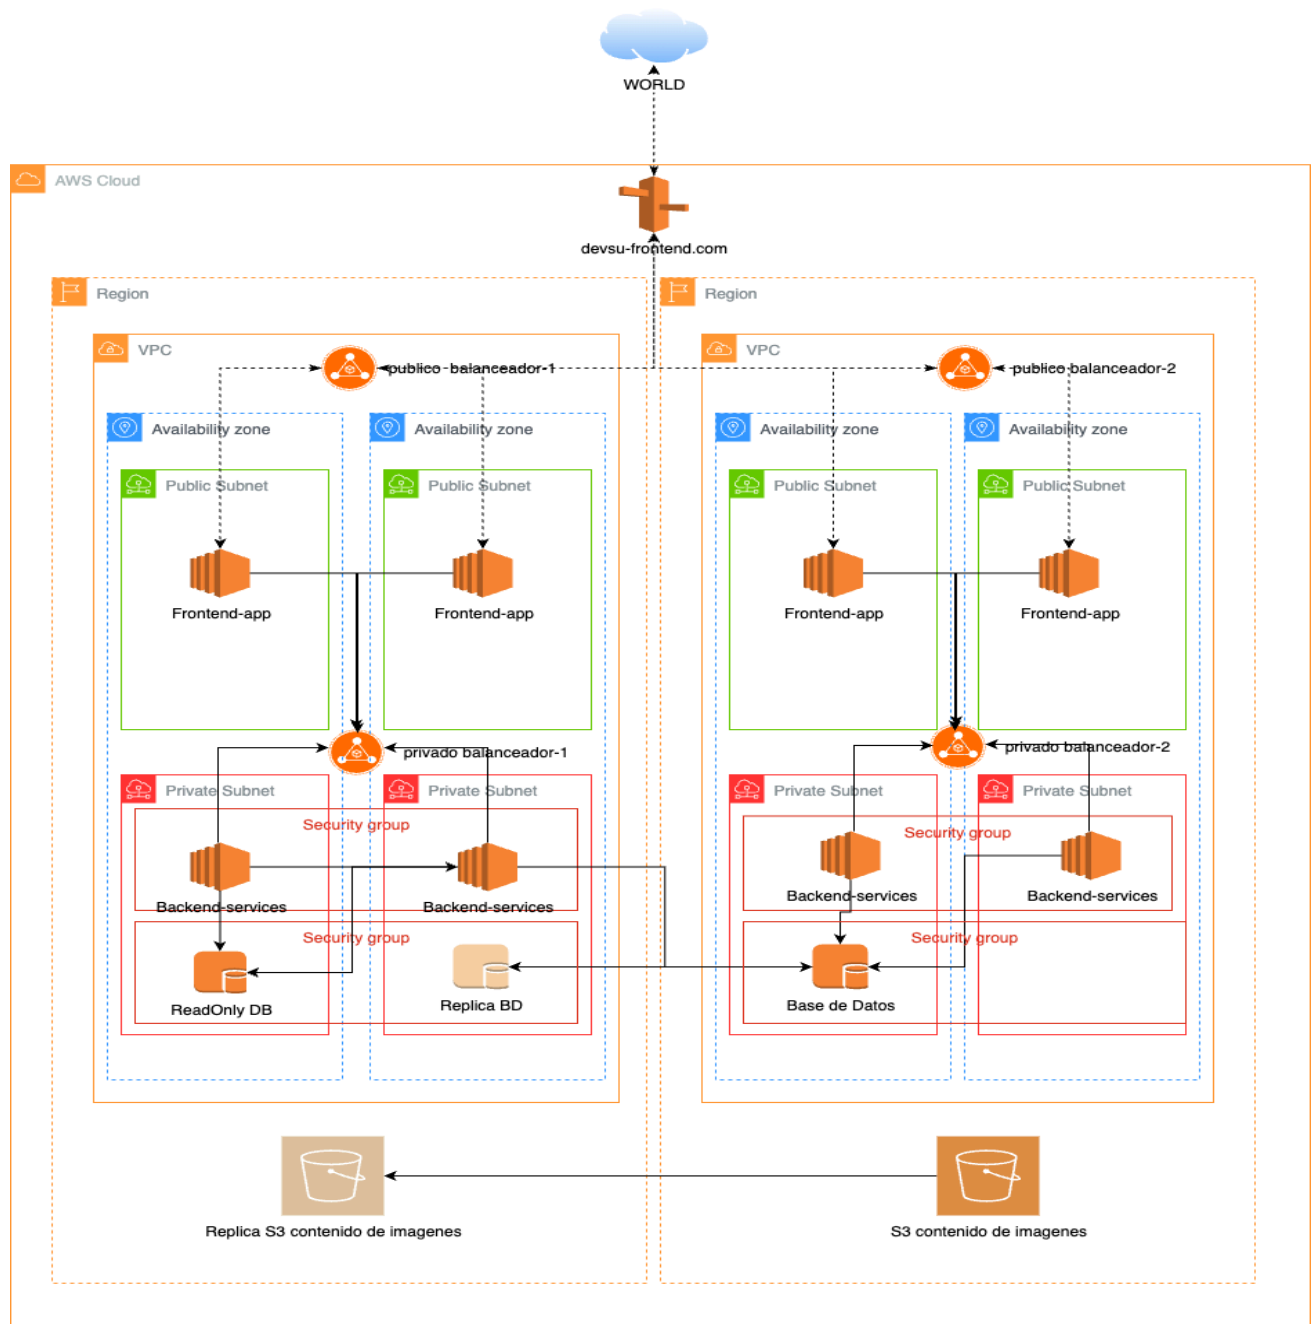 WORLD
AWS Cloud
devsu-frontend.com
Region
Region
VPC
VPC
publico balanceador-1
publico balanceador-2
Availability zone
Availability zone
Availability zone
Availability zone
Public Subnet
Public Subnet
Public Subnet
Public Subnet
Frontend-app
Frontend-app
Frontend-app
Frontend-app
privado balanceador-1
privado balanceador-2
Private Subnet
Private Subnet
Private Subnet
Private Subnet
Security group
Security group
Backend-services
Backend-services
Backend-services
Backend-services
Security group
Security group
ReadOnly DB
Replica BD
Base de Datos
Replica S3 contenido de imagenes
S3 contenido de imagenes